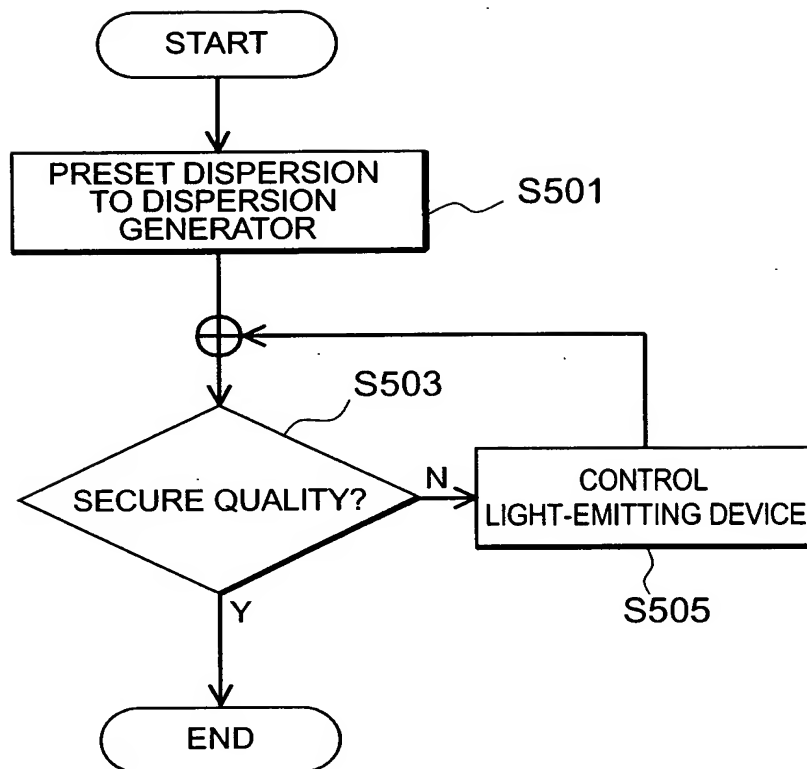 START
PRESET DISPERSION
TO DISPERSION
GENERATOR
S501
S503
SECURE QUALITY?
N
CONTROL
LIGHT-EMITTING DEVICE
S505
Y
END